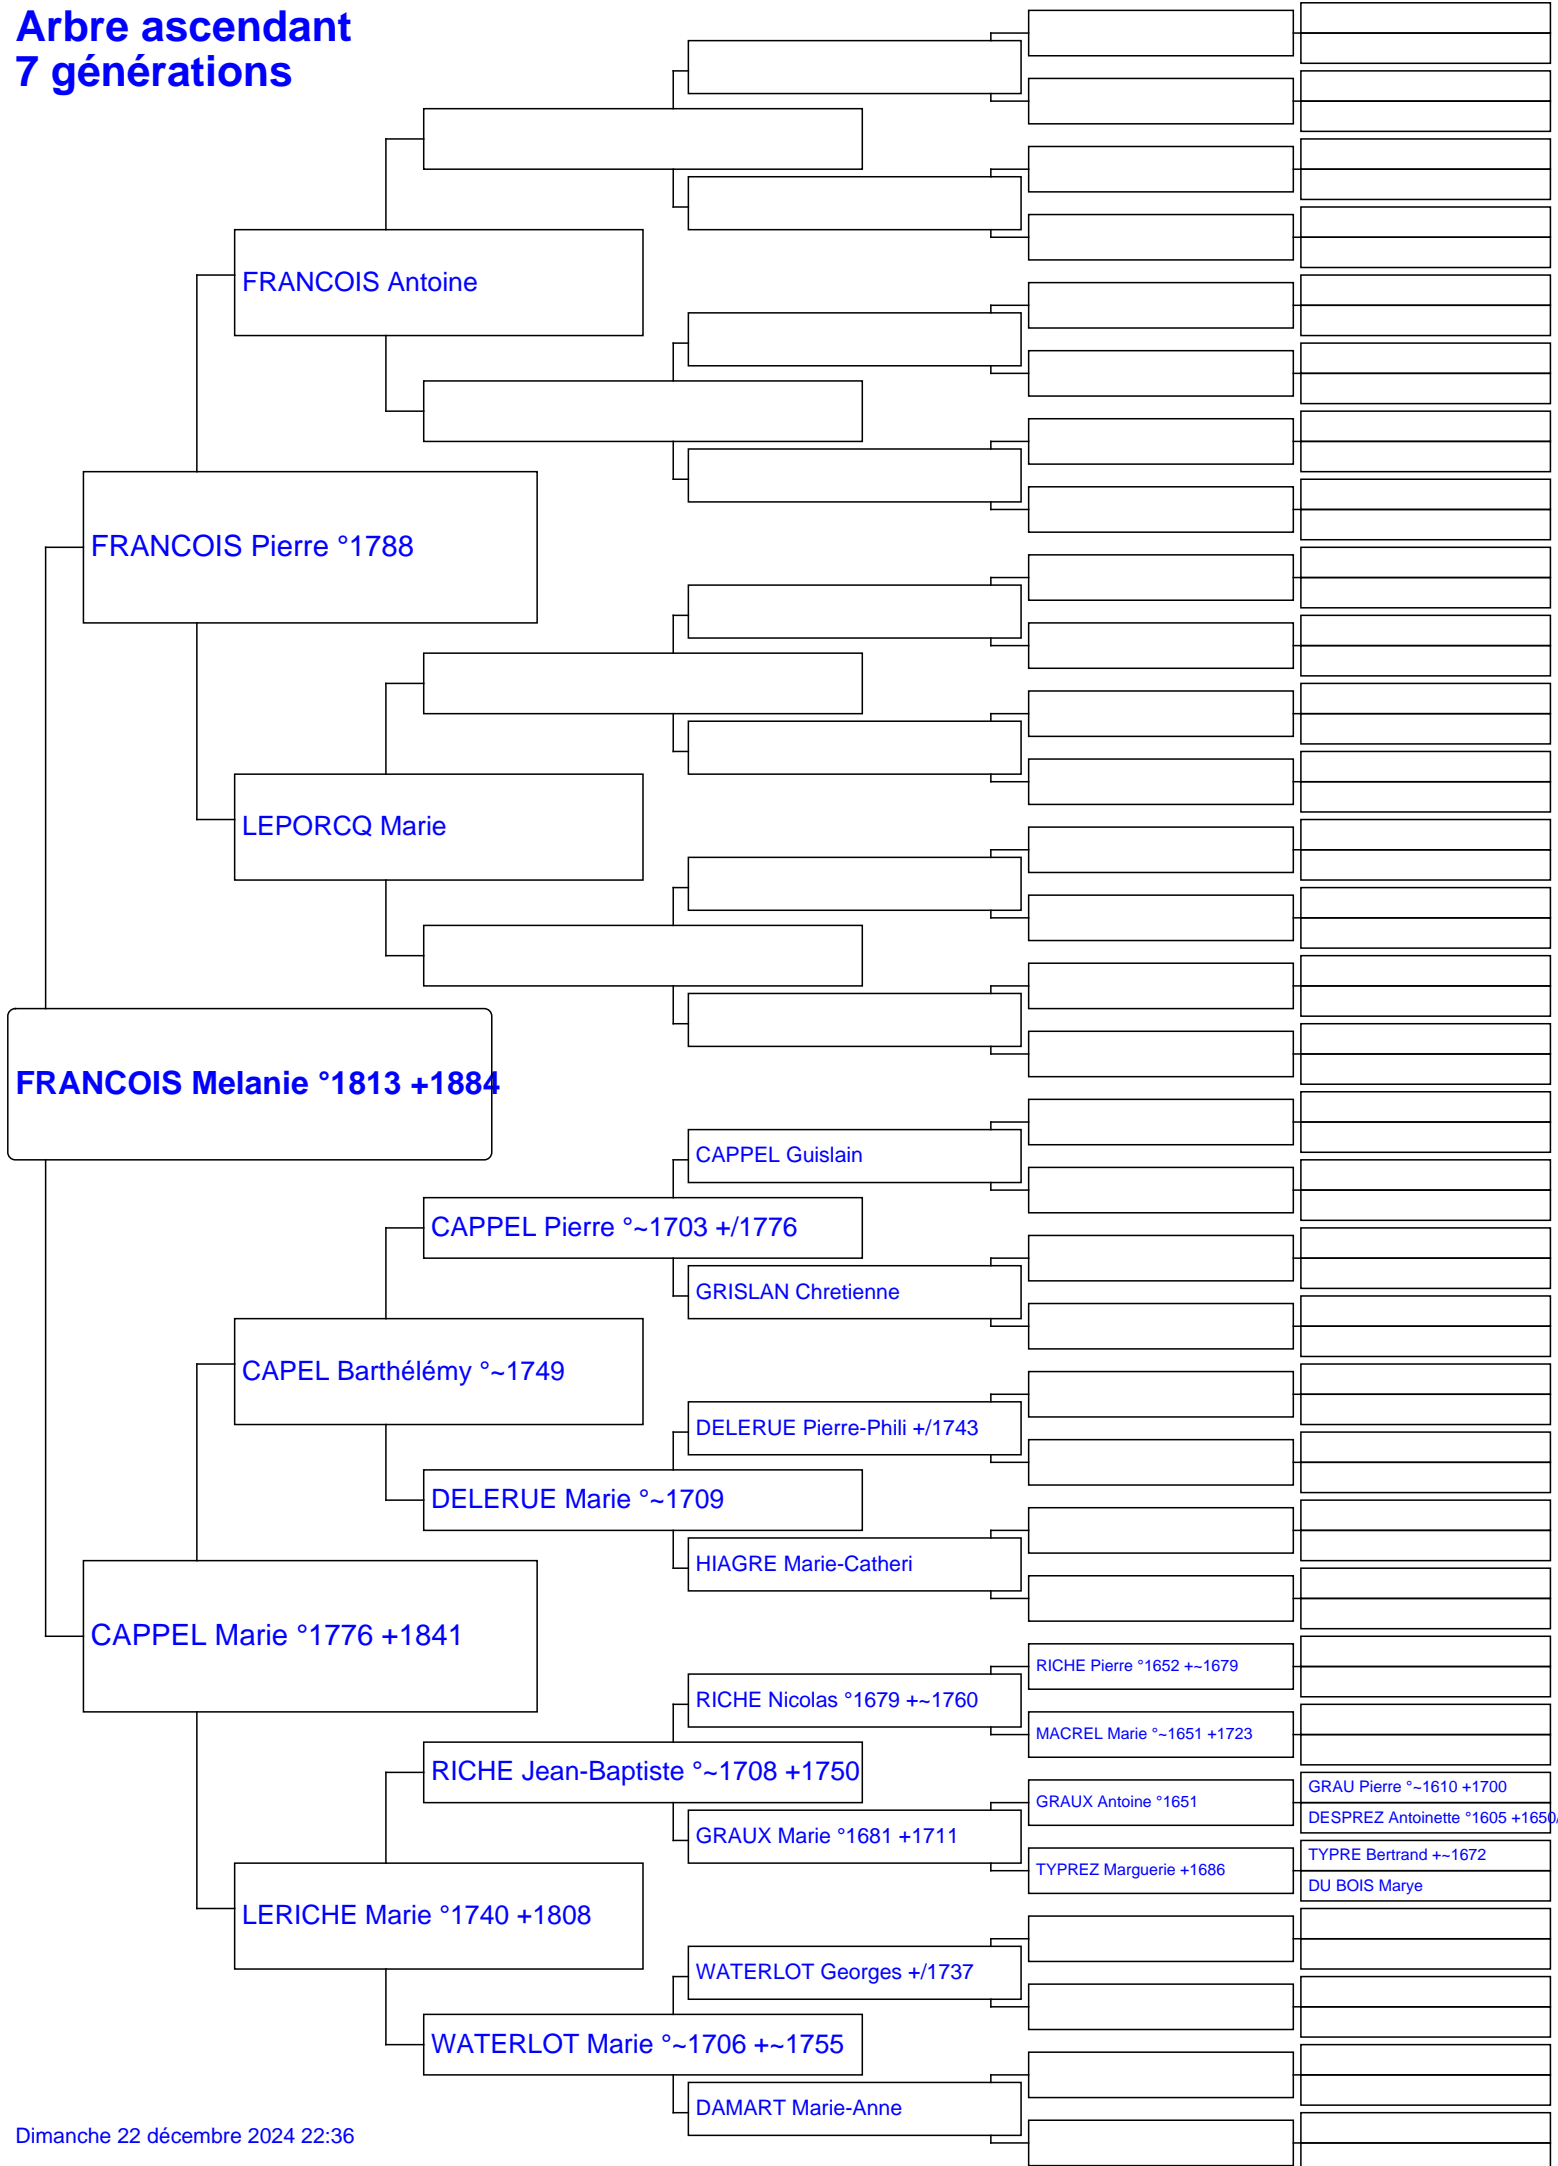 Arbre ascendant
7 générations
FRANCOIS Antoine
FRANCOIS Pierre °1788
LEPORCQ Marie
FRANCOIS Melanie °1813 +1884
CAPPEL Guislain
CAPPEL Pierre °~1703 +/1776
GRISLAN Chretienne
CAPEL Barthélémy °~1749
DELERUE Pierre-Phili +/1743
DELERUE Marie °~1709
HIAGRE Marie-Catheri
CAPPEL Marie °1776 +1841
RICHE Pierre °1652 +~1679
RICHE Nicolas °1679 +~1760
MACREL Marie °~1651 +1723
RICHE Jean-Baptiste °~1708 +1750
GRAU Pierre °~1610 +1700
GRAUX Antoine °1651
DESPREZ Antoinette °1605 +1650/
GRAUX Marie °1681 +1711
TYPRE Bertrand +~1672
TYPREZ Marguerie +1686
DU BOIS Marye
LERICHE Marie °1740 +1808
WATERLOT Georges +/1737
WATERLOT Marie °~1706 +~1755
DAMART Marie-Anne
Dimanche 22 décembre 2024 22:36